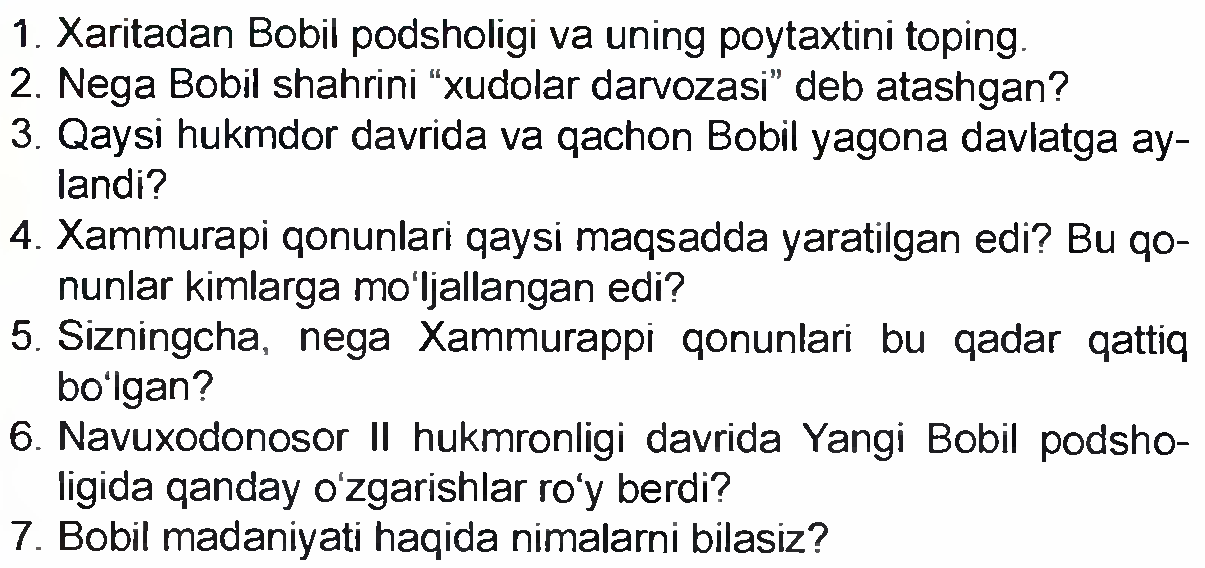 1. Xaritadan Bobil podsholigi va uning poytaxtini toping.
2. Nega Bobil shahrini “xudolar darvozasi” deb atashgan?
3. Qaysi hukmdor davrida va qachon Bobil yagona davlatga ay-
landi?
4. Xammurapi qonunlari qaysi maqsadda yaratilgan edi? Bu qo-
nunlar kimlarga mo‘ljallangan edi?
5. Sizningcha, nega Xammurappi qonunlari bu qadar qattiq
bo‘lgan?
6. Navuxodonosor II hukmronligi davrida Yangi Bobil podsho-
ligida qanday o‘zgarishlar ro‘y berdi?
7. Bobil madaniyati haqida nimalarni bilasiz?